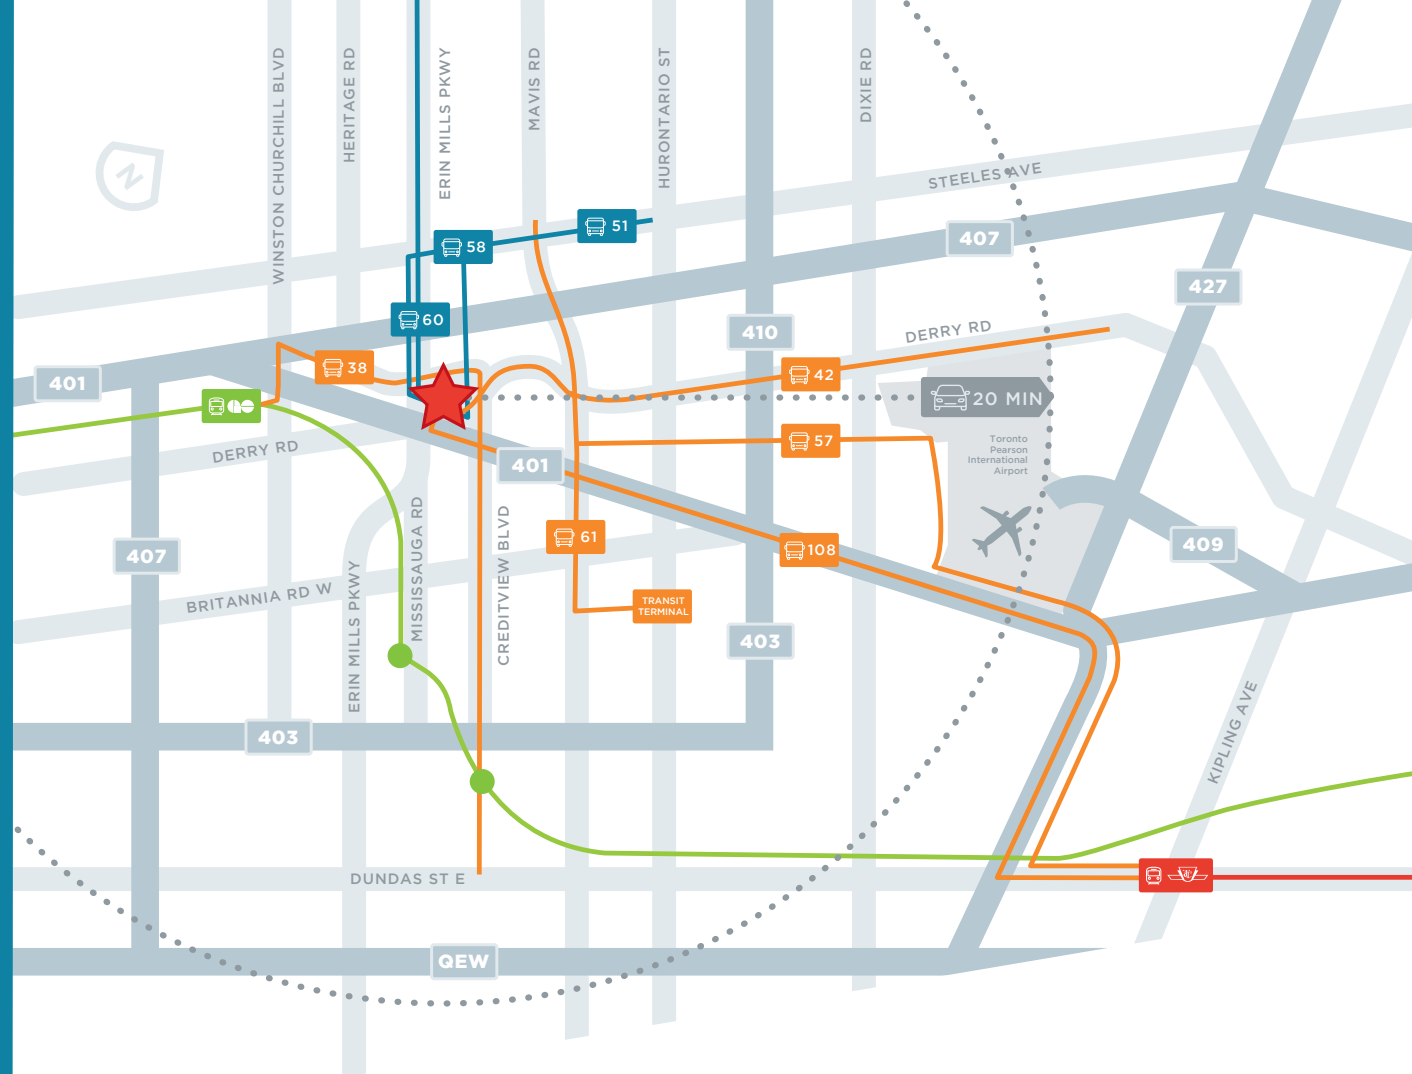 WINSTON CHURCHILL BLVD
HERITAGE RD
ERIN MILLS PKWY
MAVIS RD
HURONTARIO ST
DIXIE RD
N
STEELES AVE
51
407
58
427
60
410
DERRY RD
38
42
401
20 MIN
57
Toronto
Pearson
International
Airport
DERRY RD
401
MISSISSAUGA RD
CREDITVIEW BLVD
61
108
409
407
BRITANNIA RD W
ERIN MILLS PKWY
TRANSIT
TERMINAL
403
403
KIPLING AVE
DUNDAS ST E
QEW